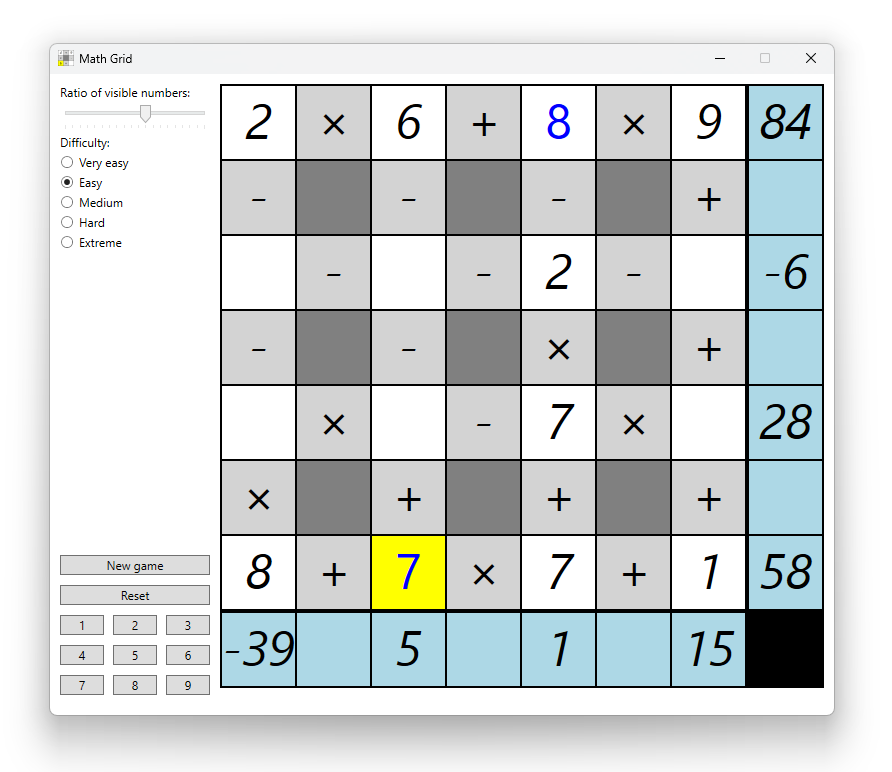 Math Grid
Ratio of visible numbers:
Difficulty:
Very easy
Easy
Medium
Hard
Extreme
New game
Reset
1 2 3
4 5 6
7 8 9
2 × 6 + 8 × 9 84
- - - +
- - 2 - -6
- - × +
× - 7 × 28
× + + +
8 + 7 × 7 + 1 58
-39 5 1 15